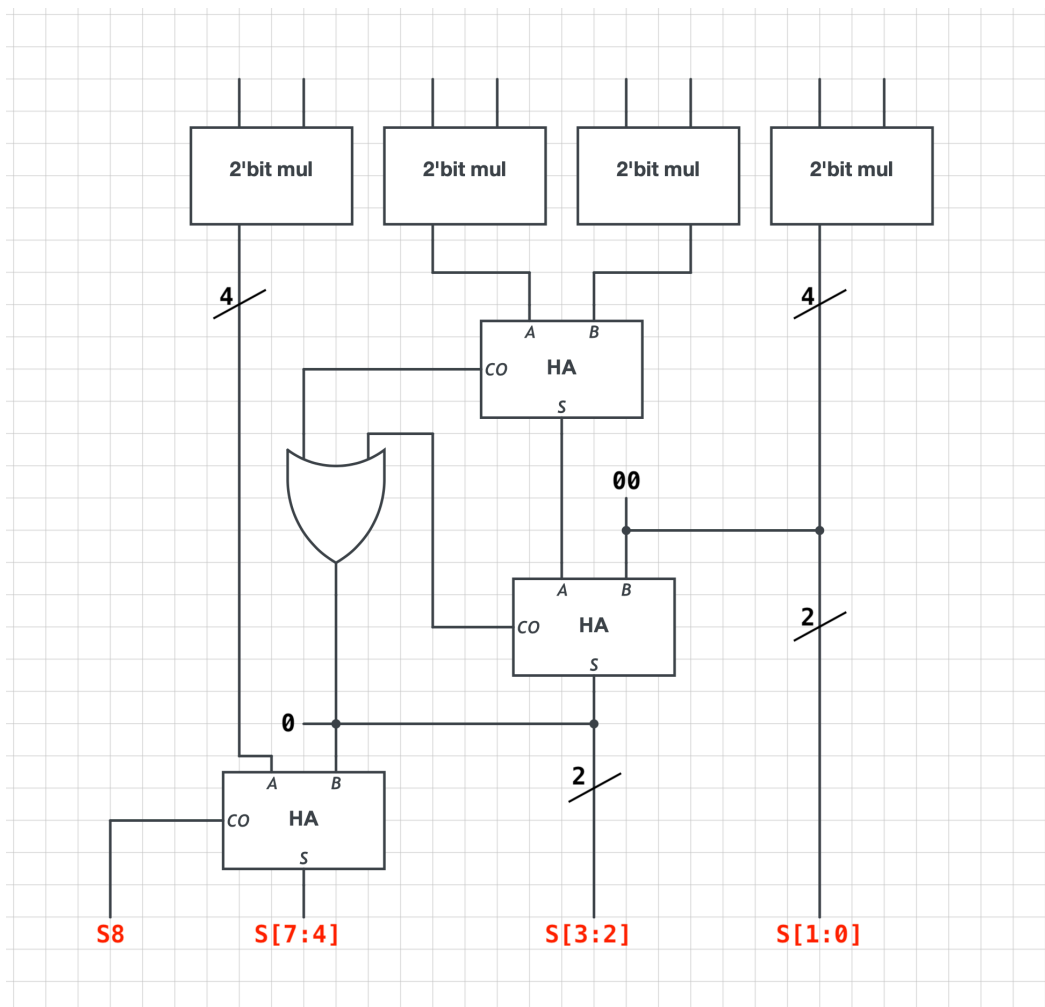 2'bit mul 2'bit mul 2'bit mul 2'bit mul
4 4
A B
CO HA
S
00
A B
2
CO HA
S
0
2
A B
CO HA
S
S8 S[7:4] S[3:2] S[1:0]